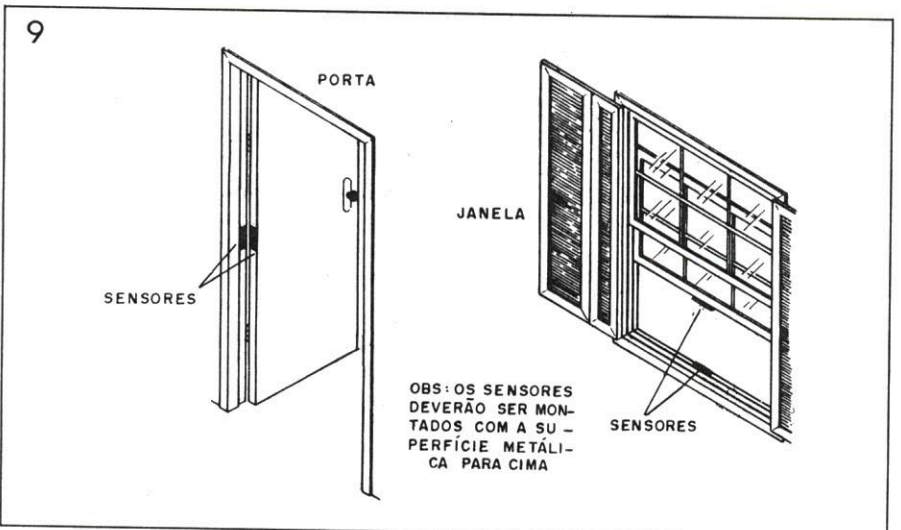 9
PORTA
SENSORES
JANELA
OBS: OS SENSORES
DEVERÃO SER MON-
TADOS COM A SU-
PERFÍCIE METÁLI-
CA PARA CIMA
SENSORES